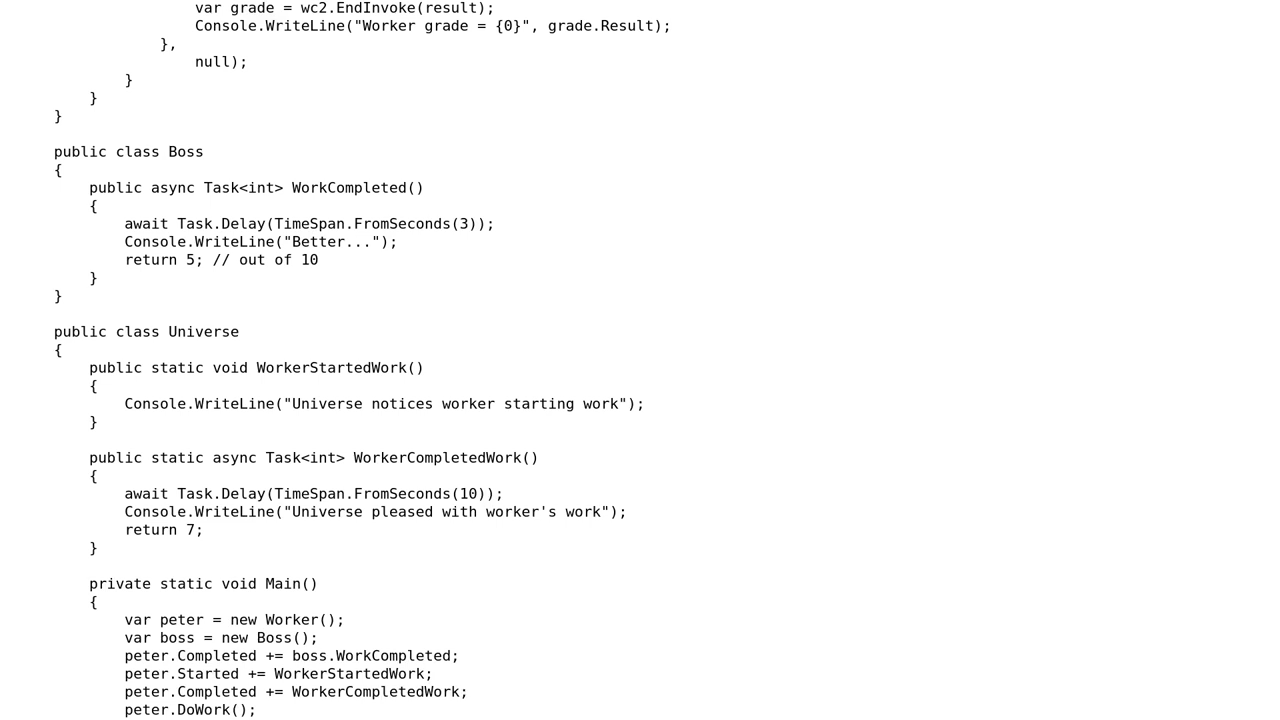 var grade = wc2.EndInvoke(result);
                Console.WriteLine("Worker grade = {0}", grade.Result);
            },
                null);
        }
    }
}

public class Boss
{
    public async Task<int> WorkCompleted()
    {
        await Task.Delay(TimeSpan.FromSeconds(3));
        Console.WriteLine("Better...");
        return 5; // out of 10
    }
}

public class Universe
{
    public static void WorkerStartedWork()
    {
        Console.WriteLine("Universe notices worker starting work");
    }

    public static async Task<int> WorkerCompletedWork()
    {
        await Task.Delay(TimeSpan.FromSeconds(10));
        Console.WriteLine("Universe pleased with worker's work");
        return 7;
    }

    private static void Main()
    {
        var peter = new Worker();
        var boss = new Boss();
        peter.Completed += boss.WorkCompleted;
        peter.Started += WorkerStartedWork;
        peter.Completed += WorkerCompletedWork;
        peter.DoWork();